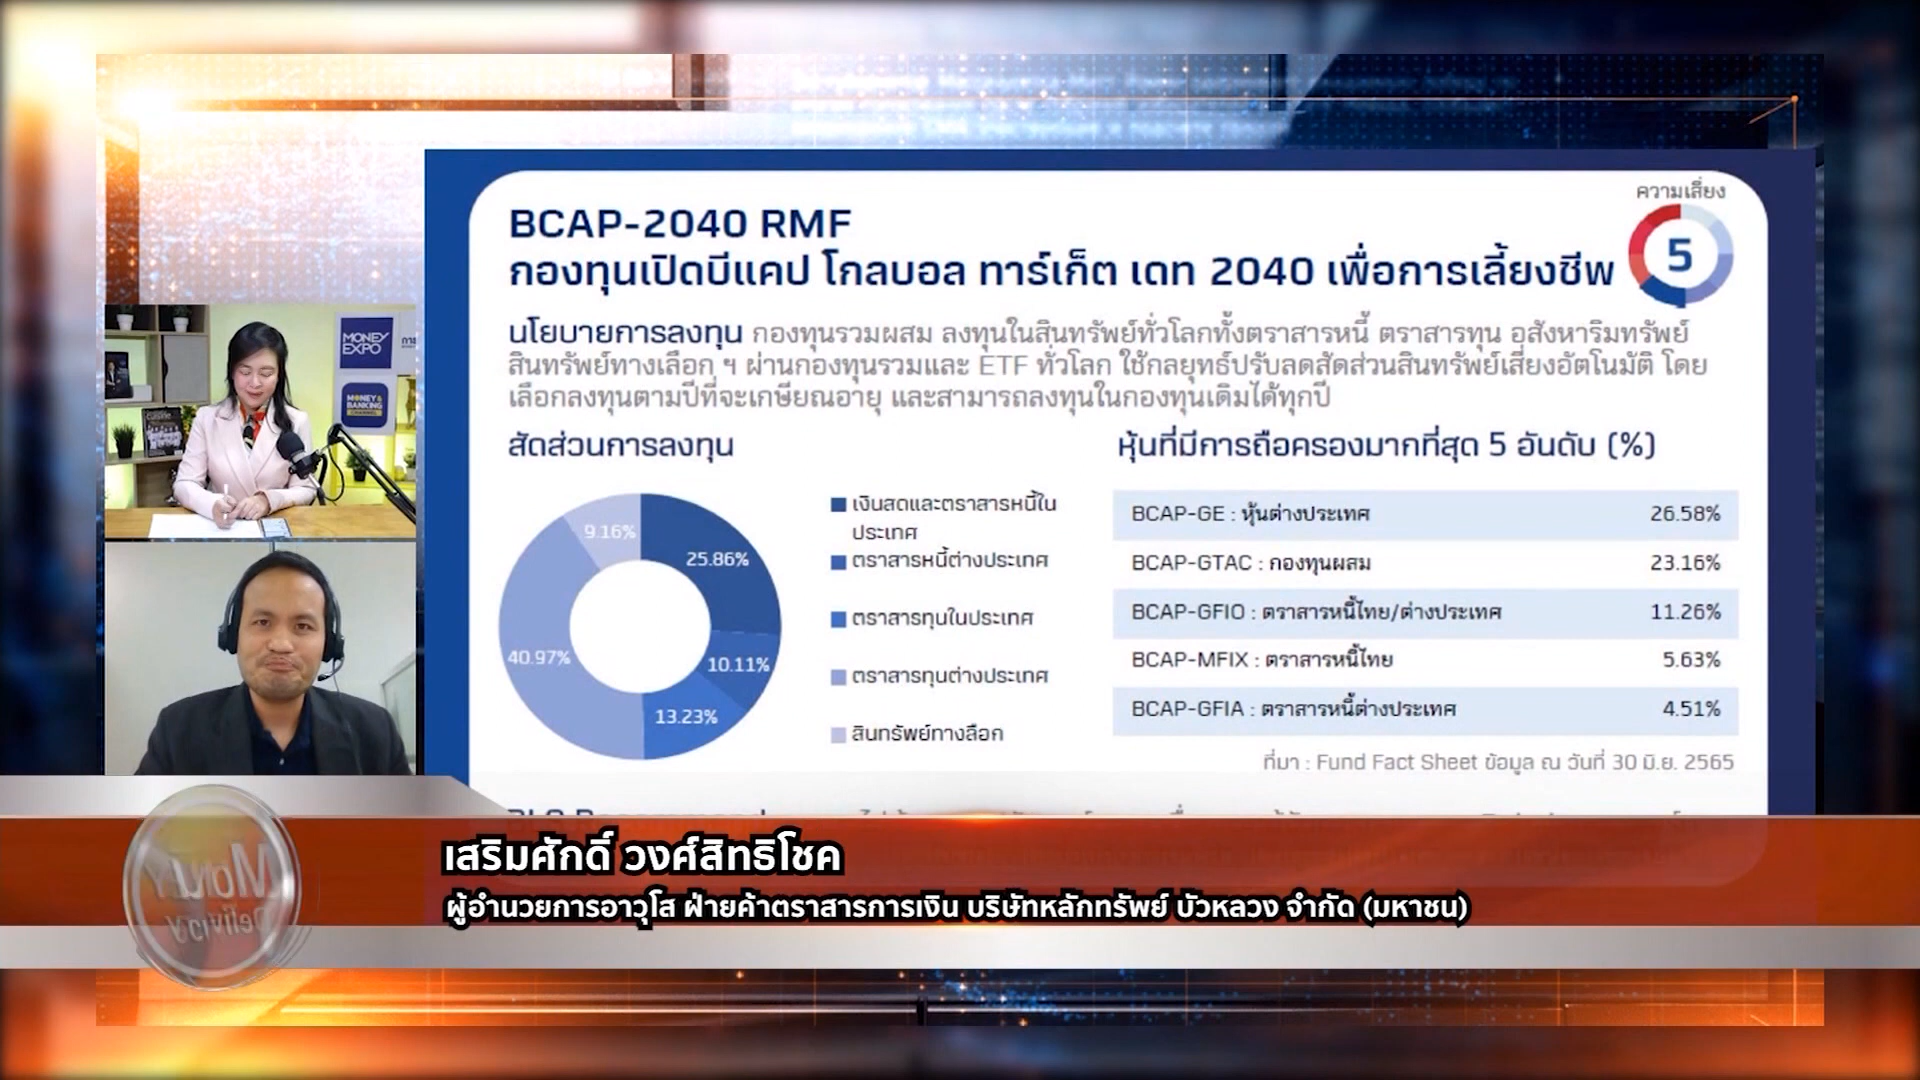 ความเสี่ยง
5
BCAP-2040 RMF
กองทุนเปิดบีแคป โกลบอล ทาร์เก็ต เดท 2040 เพื่อการเลี้ยงชีพ
นโยบายการลงทุน กองทุนรวมผสม ลงทุนในสินทรัพย์ทั่วโลกทั้งตราสารหนี้ ตราสารทุน อสังหาริมทรัพย์
สินทรัพย์ทางเลือก ฯ ผ่านกองทุนรวมและ ETF ทั่วโลก ใช้กลยุทธ์ปรับลดสัดส่วนสินทรัพย์เสี่ยงอัตโนมัติ โดย
เลือกลงทุนตามปีที่จะเกษียณอายุ และสามารถลงทุนในกองทุนเดิมได้ทุกปี
สัดส่วนการลงทุน
9.16%
25.86%
40.97%
10.11%
13.23%
เงินสดและตราสารหนี้ใน
ประเทศ
ตราสารหนี้ต่างประเทศ
ตราสารทุนในประเทศ
ตราสารทุนต่างประเทศ
สินทรัพย์ทางลือก
หุ้นที่มีการถือครองมากที่สุด 5 อันดับ (%)
BCAP-GE : หุ้นต่างประเทศ 26.58%
BCAP-GTAC : กองทุนผสม 23.16%
BCAP-GFIO : ตราสารหนี้ไทย/ต่างประเทศ 11.26%
BCAP-MFIX : ตราสารหนี้ไทย 5.63%
BCAP-GFIA : ตราสารหนี้ต่างประเทศ 4.51%
ที่มา : Fund Fact Sheet ข้อมูล ณ วันที่ 30 มิ.ย. 2565
MONEY
EXPO
MONEY &
BANKING
CHANNEL
MONEY
Delivery
เสริมศักดิ์ วงศ์สิทธิโชค
ผู้อำนวยการอาวุโส ฝ่ายค้าตราสารการเงิน บริษัทหลักทรัพย์ บัวหลวง จำกัด (มหาชน)